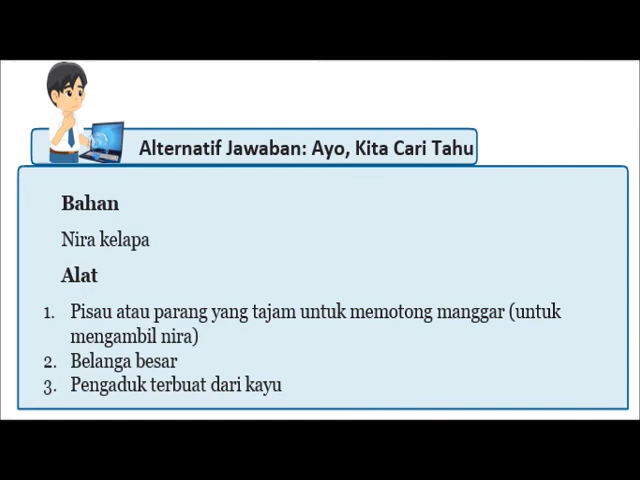 Alternatif Jawaban: Ayo, Kita Cari Tahu
Bahan
Nira kelapa
Alat
1. Pisau atau parang yang tajam untuk memotong manggar (untuk
mengambil nira)
2. Belanga besar
3. Pengaduk terbuat dari kayu